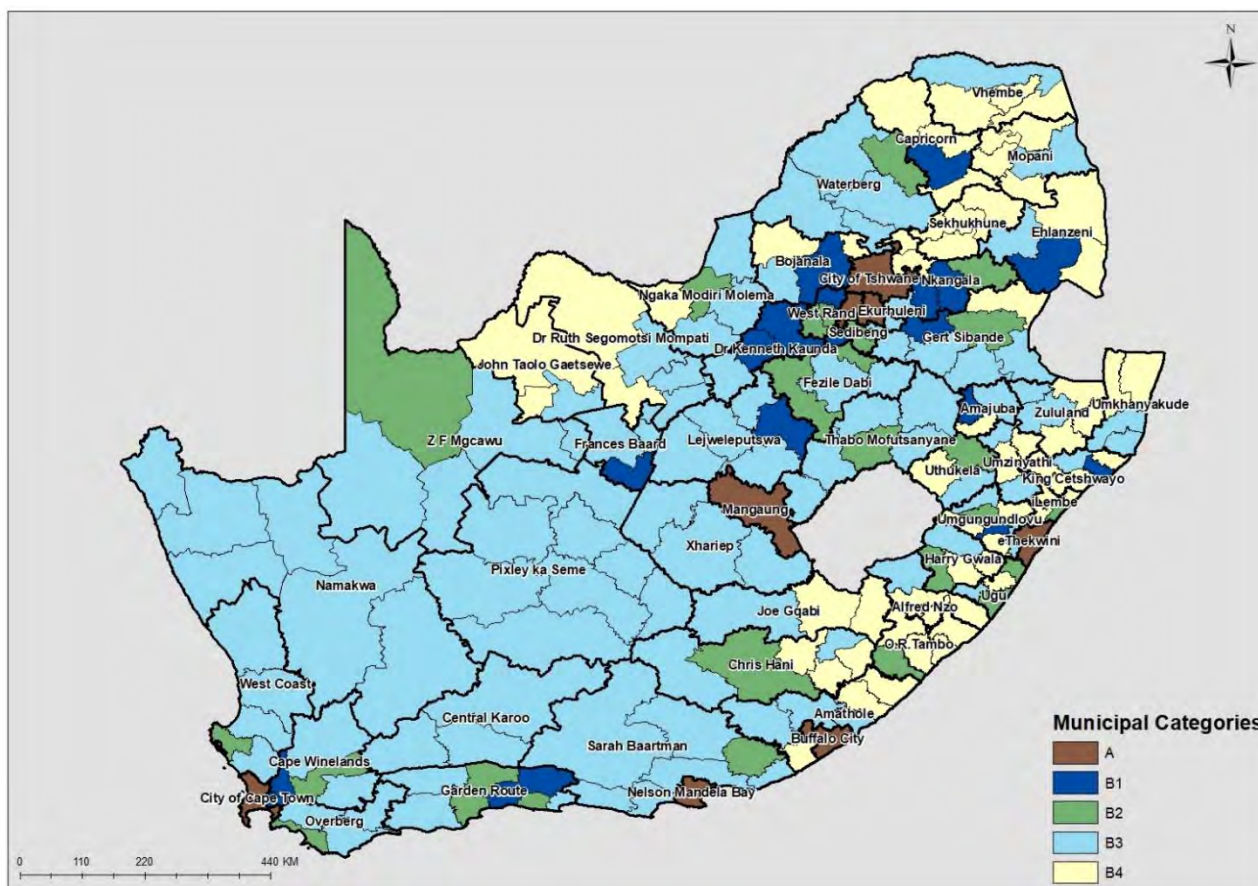 N
Vhembe
Capricorn
Mopani
Waterberg
Sekhukhune
Ehlanzeni
Bojanala
City of Tshwane
Nkangala
Ngaka Modiri Molema
West Rand
Ekurhuleni
Sedibeng
Gert Sibande
Dr Ruth Segomotsi Mompati
Dr Kenneth Kaunda
John Taolo Gaetsewe
Fezile Dabi
Amajuba
Zululand
Umkhanyakude
Z F Mgcawu
Frances Baard
Lejweleputswa
Thabo Mofutsanyane
Uthukela
Umzinyathi
King Cetshwayo
iLembe
Mangaung
Umgungundlovu
eThekwini
Xhariep
Harry Gwala
Pixley ka Seme
Namakwa
Ugu
Joe Gqabi
Alfred Nzo
O.R.Tambo
Chris Hani
West Coast
Central Karoo
Amathole
Sarah Baartman
Buffalo City
Cape Winelands
City of Cape Town
Garden Route
Nelson Mandela Bay
Overberg
Municipal Categories
A
B1
B2
B3
B4
0 110 220 440 KM